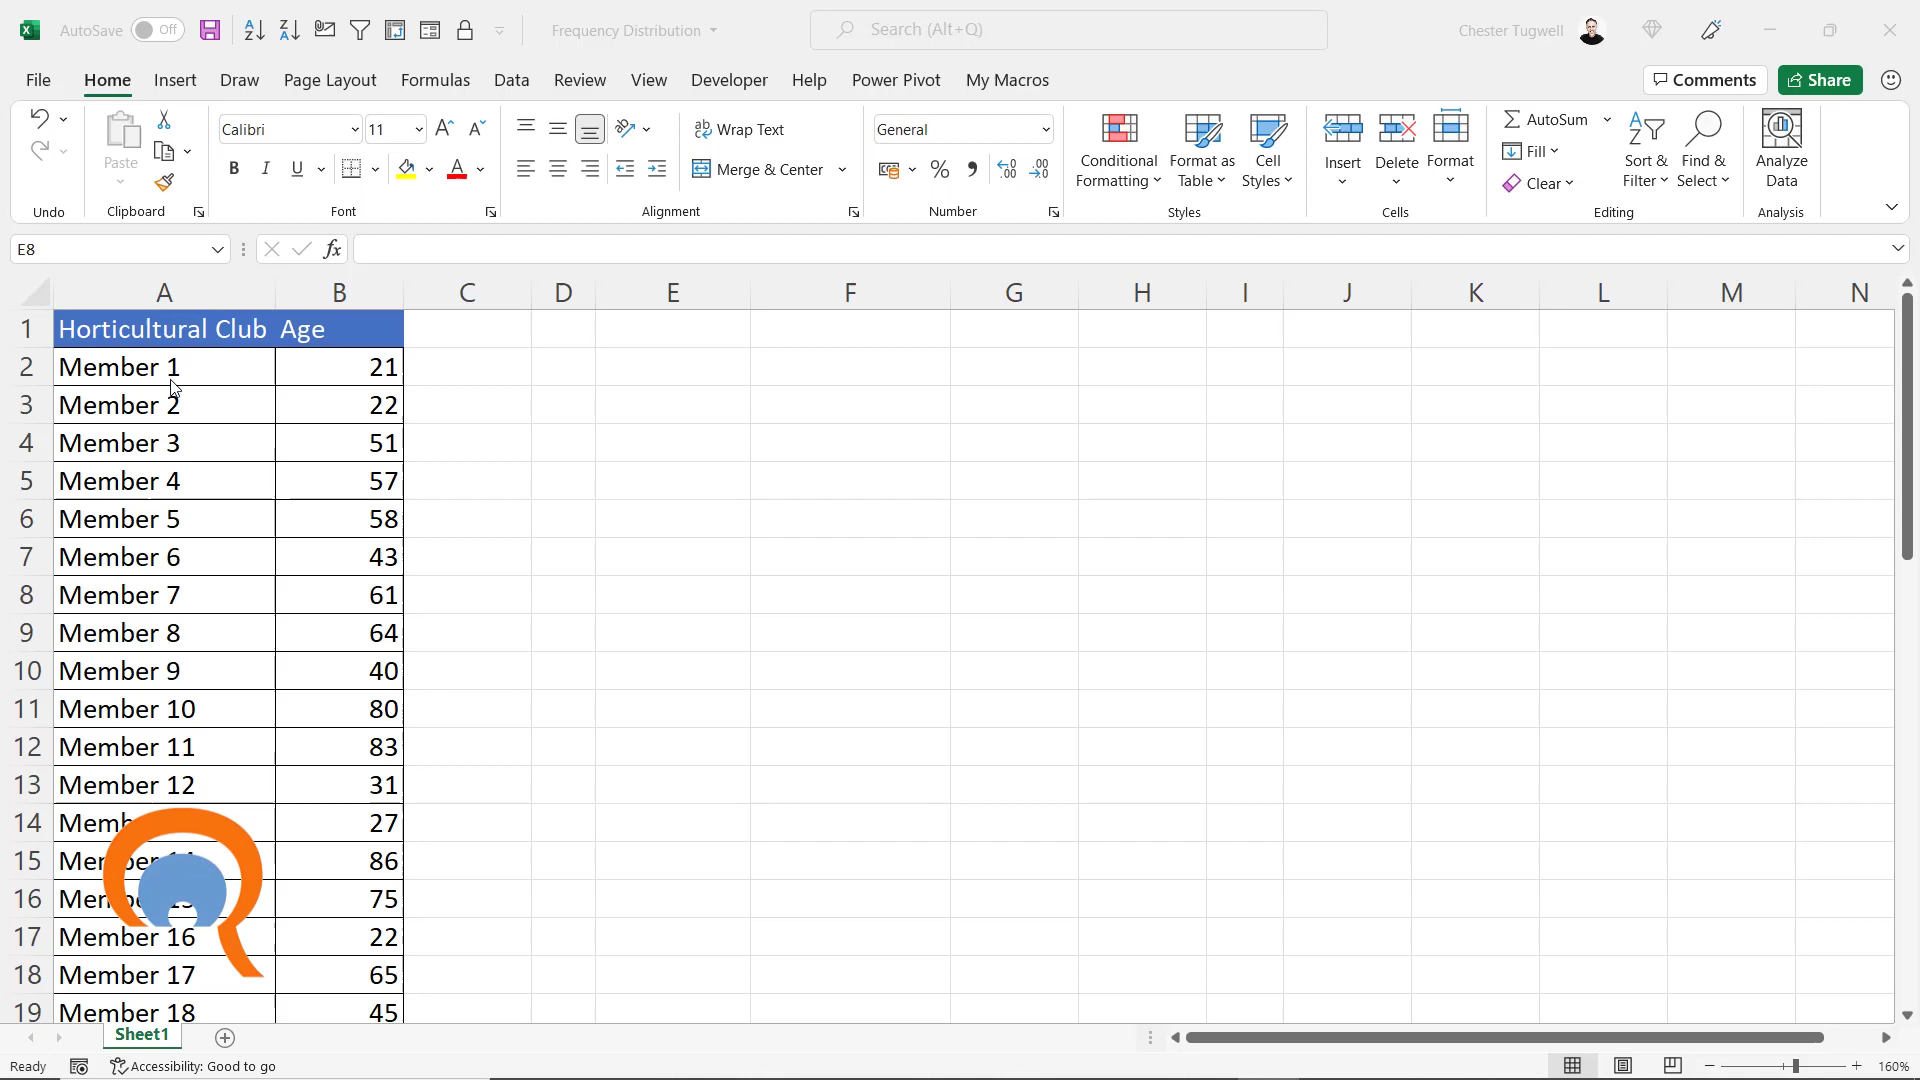 AutoSave Off Frequency Distribution Search (Alt+Q) Chester Tugwell
File Home Insert Draw Page Layout Formulas Data Review View Developer Help Power Pivot My Macros Comments Share
Undo
Paste
Clipboard
Calibri 11
B I U A
Font
Wrap Text
Merge & Center
Alignment
General
Number
Conditional Formatting
Format as Table
Cell Styles
Styles
Insert
Delete
Format
Cells
AutoSum
Fill
Clear
Sort & Filter
Find & Select
Editing
Analyze Data
Analysis
E8 fx
A B C D E F G H I J K L M N
1 Horticultural Club Age
2 Member 1 21
3 Member 2 22
4 Member 3 51
5 Member 4 57
6 Member 5 58
7 Member 6 43
8 Member 7 61
9 Member 8 64
10 Member 9 40
11 Member 10 80
12 Member 11 83
13 Member 12 31
14 27
15 86
16 75
17 Member 16 22
18 Member 17 65
19 Member 18 45
Sheet1
Ready Accessibility: Good to go 160%